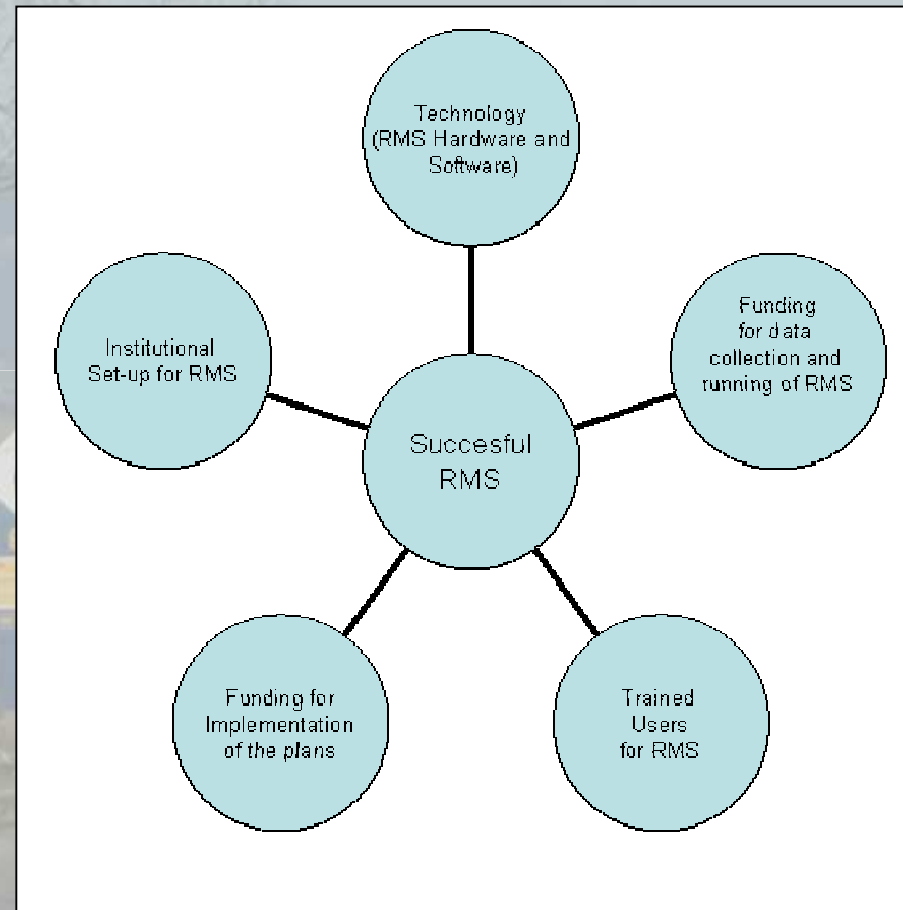 Technology
(RMS Hardware and
Software)
Funding
for data
collection and
running of RMS
Institutional
Set-up for RMS
Succesful
RMS
Funding for
Implementation
of the plans
Trained
Users
for RMS